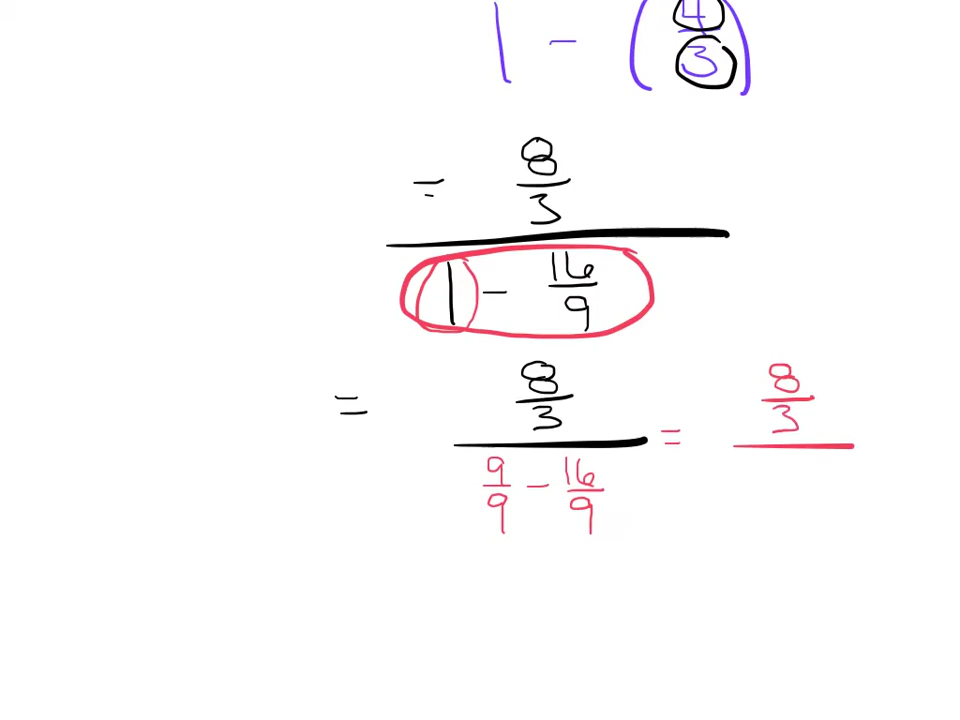 1 - (4/3)
= 8/3
1 - 16/9
= 8/3 = 8/3
9/9 - 16/9